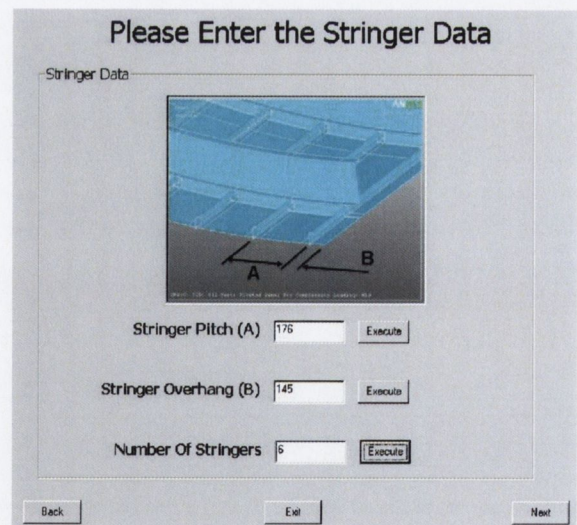 Please Enter the Stringer Data
Stringer Data
A
B
Stringer Pitch (A) 176 Execute
Stringer Overhang (B) 145 Execute
Number Of Stringers 6 Execute
Back Exit Next